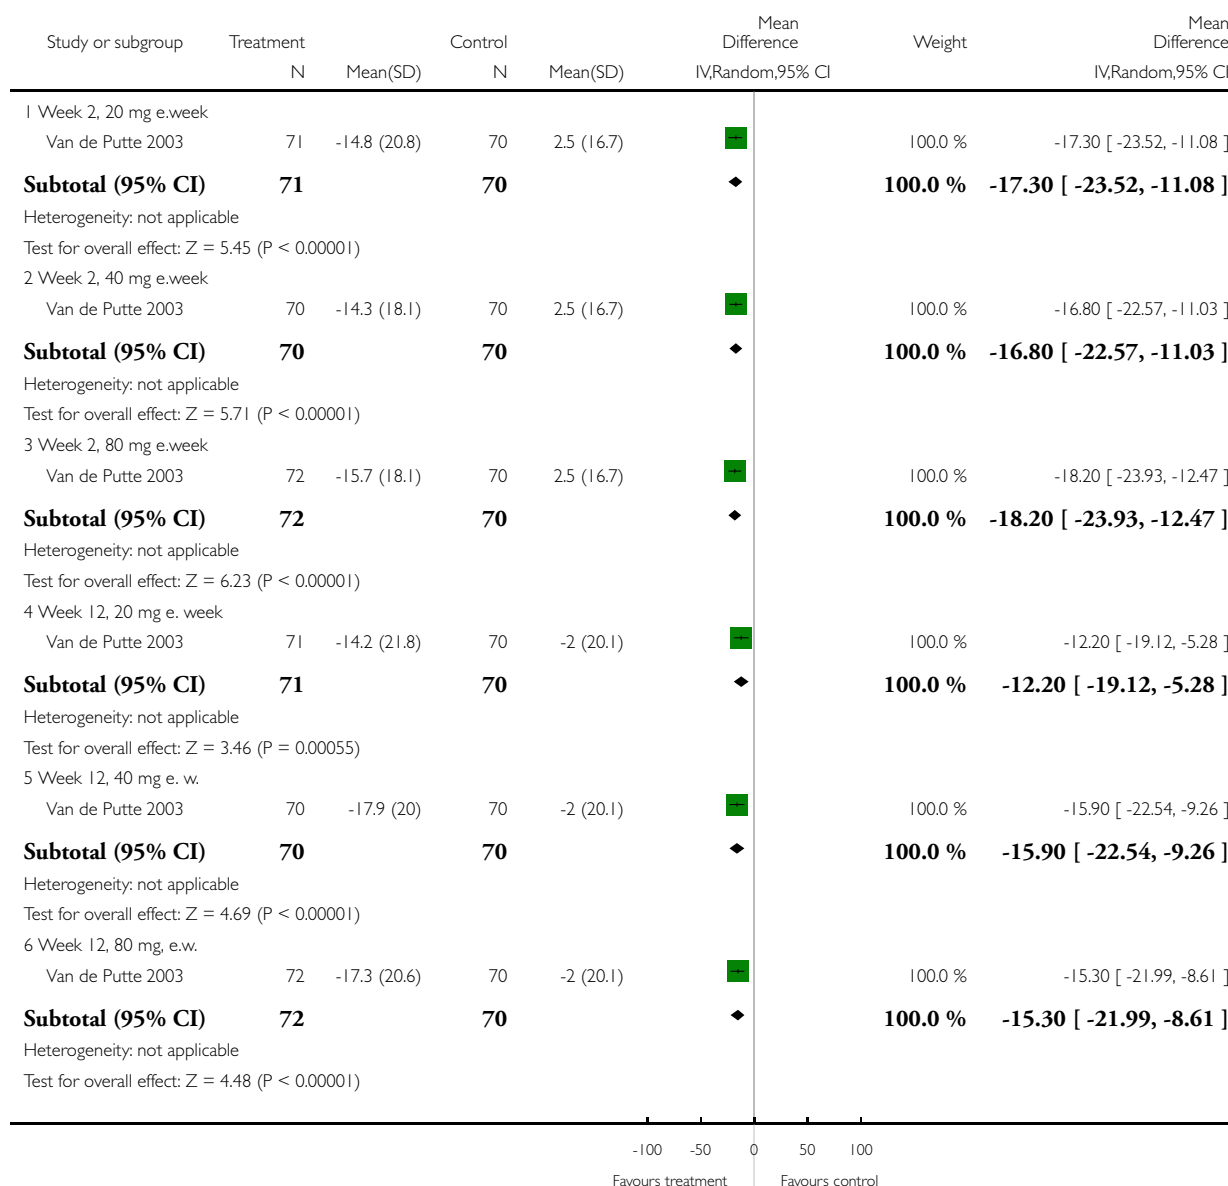 Study or subgroup Treatment Control Mean Difference Weight Mean Difference
N Mean(SD) N Mean(SD) IV,Random,95% CI IV,Random,95% CI
1 Week 2, 20 mg e.week
Van de Putte 2003 71 -14.8 (20.8) 70 2.5 (16.7) 100.0 % -17.30 [ -23.52, -11.08 ]
Subtotal (95% CI) 71 70 100.0 % -17.30 [ -23.52, -11.08 ]
Heterogeneity: not applicable
Test for overall effect: Z = 5.45 (P < 0.00001)
2 Week 2, 40 mg e.week
Van de Putte 2003 70 -14.3 (18.1) 70 2.5 (16.7) 100.0 % -16.80 [ -22.57, -11.03 ]
Subtotal (95% CI) 70 70 100.0 % -16.80 [ -22.57, -11.03 ]
Heterogeneity: not applicable
Test for overall effect: Z = 5.71 (P < 0.00001)
3 Week 2, 80 mg e.week
Van de Putte 2003 72 -15.7 (18.1) 70 2.5 (16.7) 100.0 % -18.20 [ -23.93, -12.47 ]
Subtotal (95% CI) 72 70 100.0 % -18.20 [ -23.93, -12.47 ]
Heterogeneity: not applicable
Test for overall effect: Z = 6.23 (P < 0.00001)
4 Week 12, 20 mg e. week
Van de Putte 2003 71 -14.2 (21.8) 70 -2 (20.1) 100.0 % -12.20 [ -19.12, -5.28 ]
Subtotal (95% CI) 71 70 100.0 % -12.20 [ -19.12, -5.28 ]
Heterogeneity: not applicable
Test for overall effect: Z = 3.46 (P = 0.00055)
5 Week 12, 40 mg e. w.
Van de Putte 2003 70 -17.9 (20) 70 -2 (20.1) 100.0 % -15.90 [ -22.54, -9.26 ]
Subtotal (95% CI) 70 70 100.0 % -15.90 [ -22.54, -9.26 ]
Heterogeneity: not applicable
Test for overall effect: Z = 4.69 (P < 0.00001)
6 Week 12, 80 mg, e.w.
Van de Putte 2003 72 -17.3 (20.6) 70 -2 (20.1) 100.0 % -15.30 [ -21.99, -8.61 ]
Subtotal (95% CI) 72 70 100.0 % -15.30 [ -21.99, -8.61 ]
Heterogeneity: not applicable
Test for overall effect: Z = 4.48 (P < 0.00001)
-100 -50 0 50 100
Favours treatment Favours control